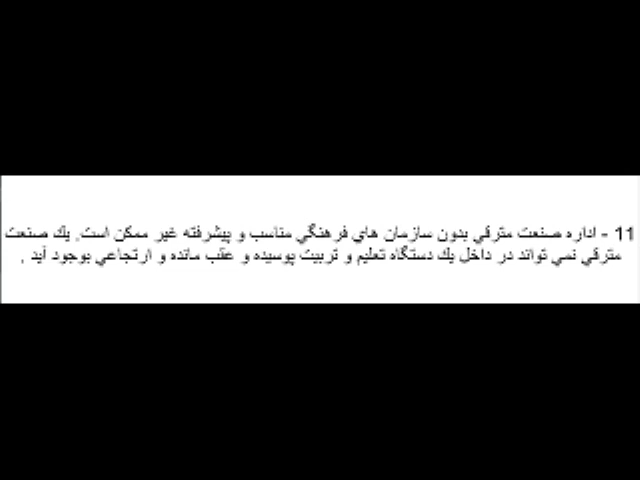 11 - اداره صنعت مترقي بدون سازمان هاي فرهنگي مناسب و پيشرفته غير ممكن است. يك صنعت
مترقي نمي تواند در داخل يك دستگاه تعليم و تربيت پوسيده و عقب مانده و ارتجاعي بوجود آيد .